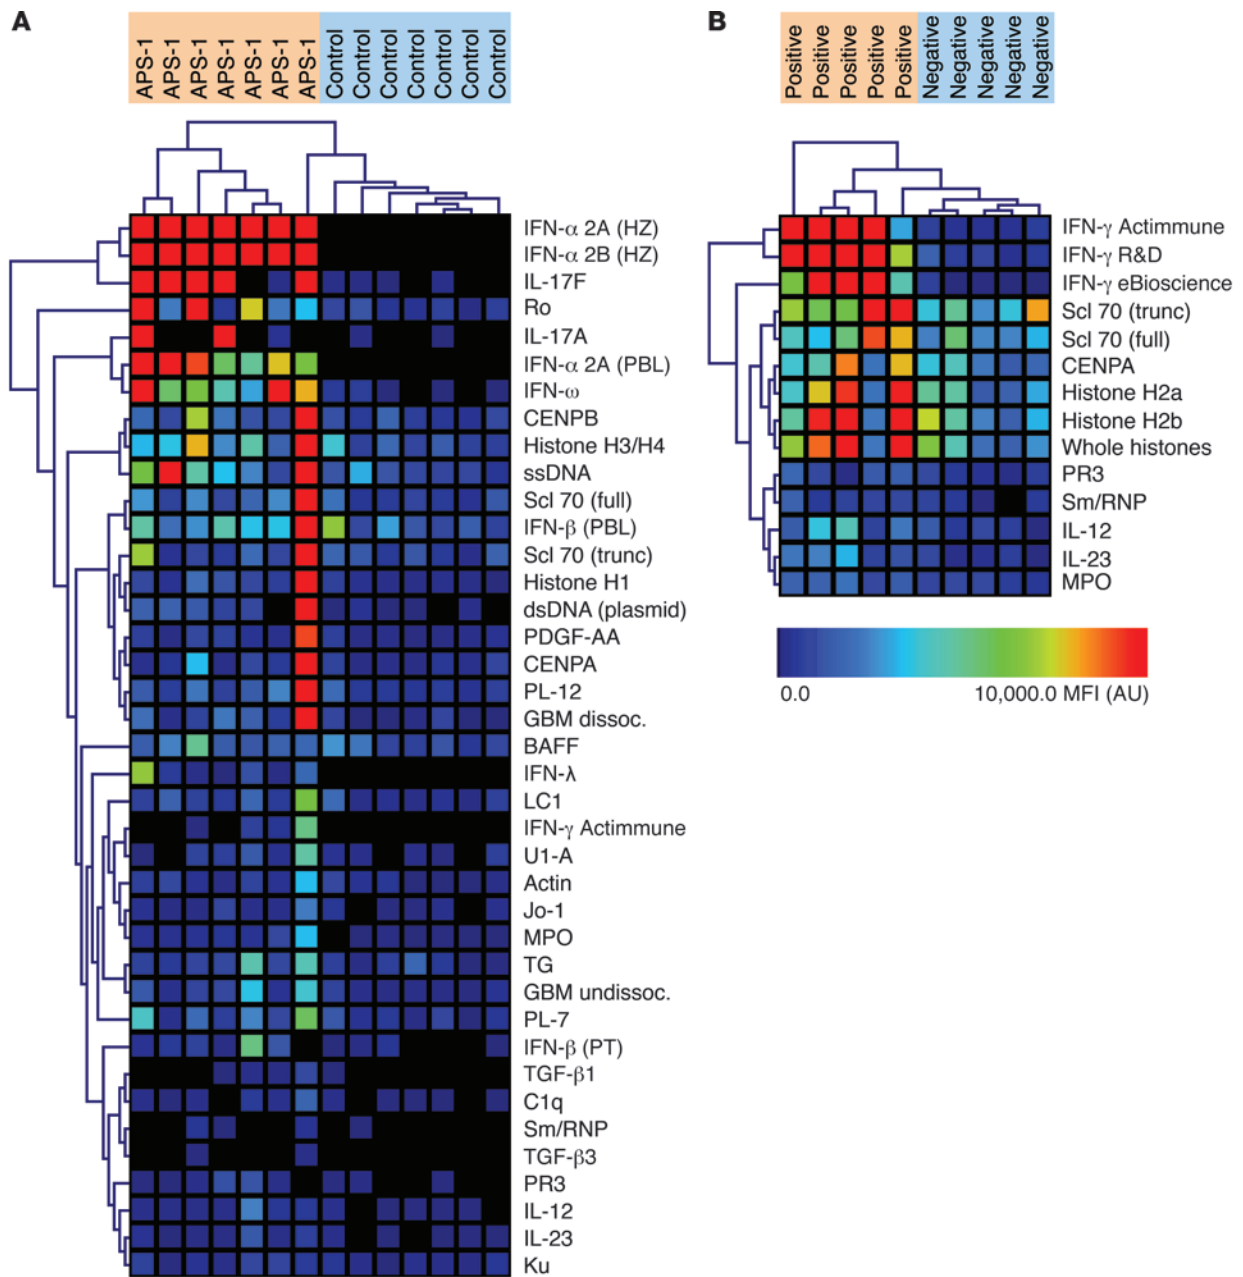 A
APS-1
APS-1
APS-1
APS-1
APS-1
APS-1
APS-1
Control
Control
Control
Control
Control
Control
Control
IFN-α 2A (HZ)
IFN-α 2B (HZ)
IL-17F
Ro
IL-17A
IFN-α 2A (PBL)
IFN-ω
CENPB
Histone H3/H4
ssDNA
Scl 70 (full)
IFN-β (PBL)
Scl 70 (trunc)
Histone H1
dsDNA (plasmid)
PDGF-AA
CENPA
PL-12
GBM dissoc.
BAFF
IFN-λ
LC1
IFN-γ Actimmune
U1-A
Actin
Jo-1
MPO
TG
GBM undissoc.
PL-7
IFN-β (PT)
TGF-β1
C1q
Sm/RNP
TGF-β3
PR3
IL-12
IL-23
Ku
B
Positive
Positive
Positive
Positive
Positive
Negative
Negative
Negative
Negative
Negative
IFN-γ Actimmune
IFN-γ R&D
IFN-γ eBioscience
Scl 70 (trunc)
Scl 70 (full)
CENPA
Histone H2a
Histone H2b
Whole histones
PR3
Sm/RNP
IL-12
IL-23
MPO
0.0 10,000.0 MFI (AU)